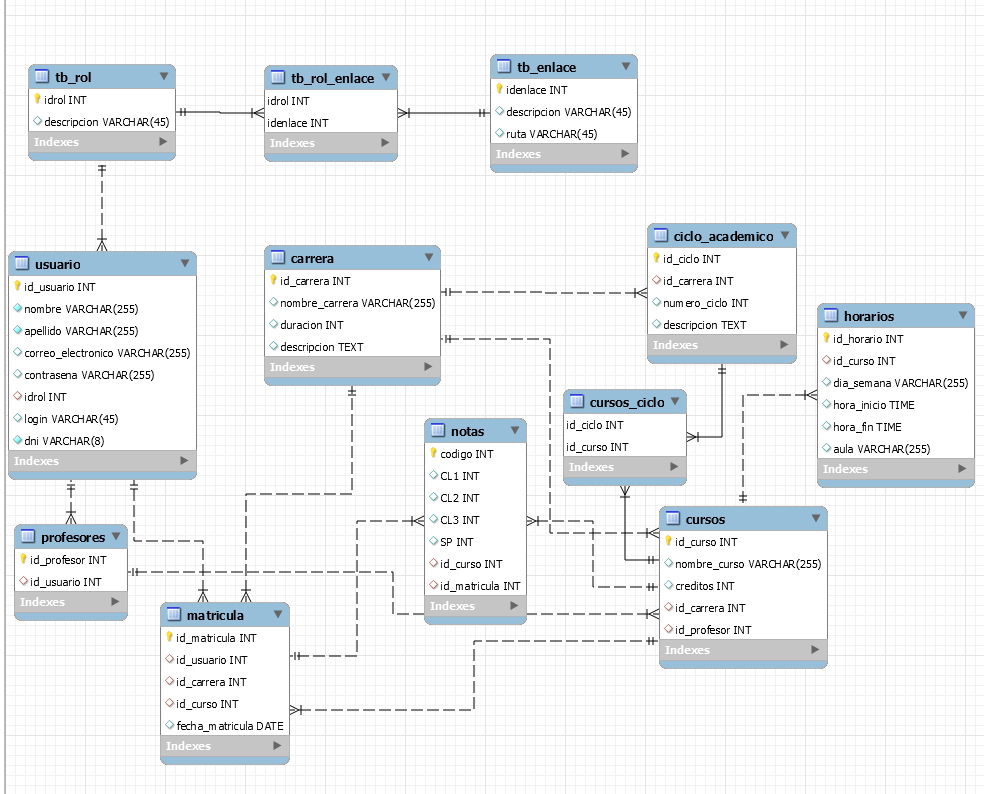 tb_rol
idrol INT
descripcion VARCHAR(45)
Indexes
tb_rol_enlace
idrol INT
idenlace INT
Indexes
tb_enlace
idenlace INT
descripcion VARCHAR(45)
ruta VARCHAR(45)
Indexes
usuario
id_usuario INT
nombre VARCHAR(255)
apellido VARCHAR(255)
correo_electronico VARCHAR(255)
contrasena VARCHAR(255)
idrol INT
login VARCHAR(45)
dni VARCHAR(8)
Indexes
carrera
id_carrera INT
nombre_carrera VARCHAR(255)
duracion INT
descripcion TEXT
Indexes
ciclo_academico
id_ciclo INT
id_carrera INT
numero_ciclo INT
descripcion TEXT
Indexes
horarios
id_horario INT
id_curso INT
dia_semana VARCHAR(255)
hora_inicio TIME
hora_fin TIME
aula VARCHAR(255)
Indexes
cursos_ciclo
id_ciclo INT
id_curso INT
Indexes
notas
codigo INT
CL1 INT
CL2 INT
CL3 INT
SP INT
id_curso INT
id_matricula INT
Indexes
cursos
id_curso INT
nombre_curso VARCHAR(255)
creditos INT
id_carrera INT
id_profesor INT
Indexes
profesores
id_profesor INT
id_usuario INT
Indexes
matricula
id_matricula INT
id_usuario INT
id_carrera INT
id_curso INT
fecha_matricula DATE
Indexes